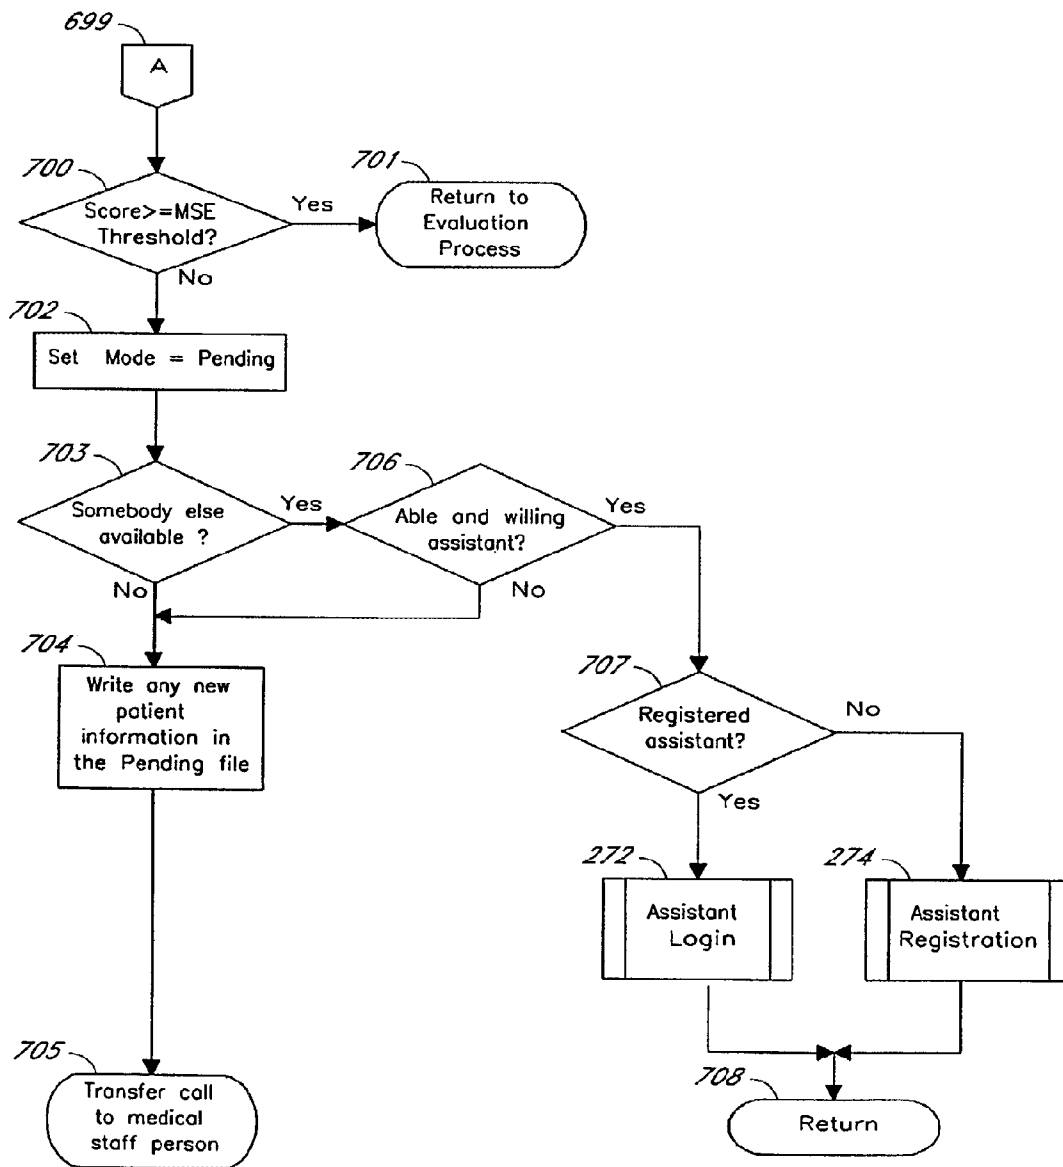 699
A
700
Score>=MSE
Threshold?
Yes
701
Return to
Evaluation
Process
No
702
Set Mode = Pending
703
Somebody else
available ?
Yes
706
Able and willing
assistant?
Yes
No
No
704
Write any new
patient
information in
the Pending file
707
Registered
assistant?
No
Yes
272
Assistant
Login
274
Assistant
Registration
705
Transfer call
to medical
staff person
708
Return